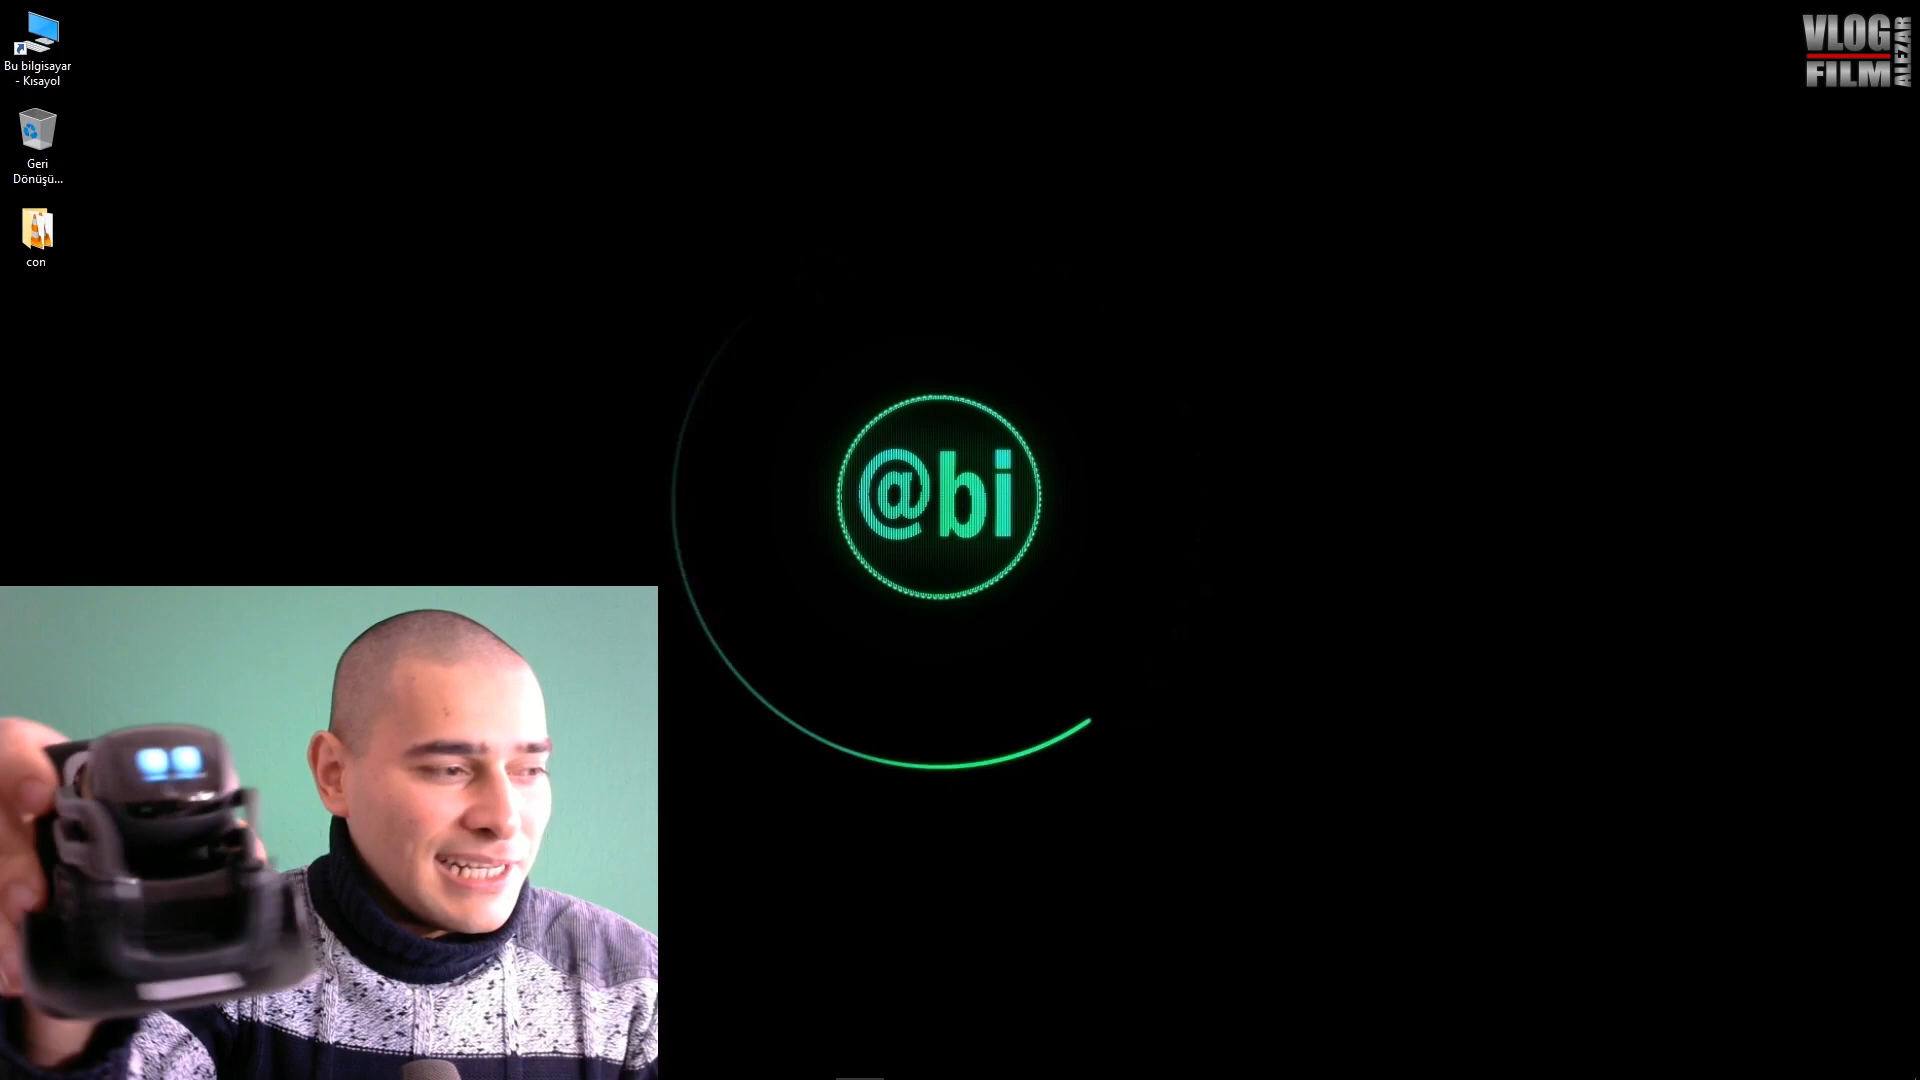 Bu bilgisayar
- Kısayol
Geri
Dönüşü...
con
@bi
VLOG
FILM
ALEZAR